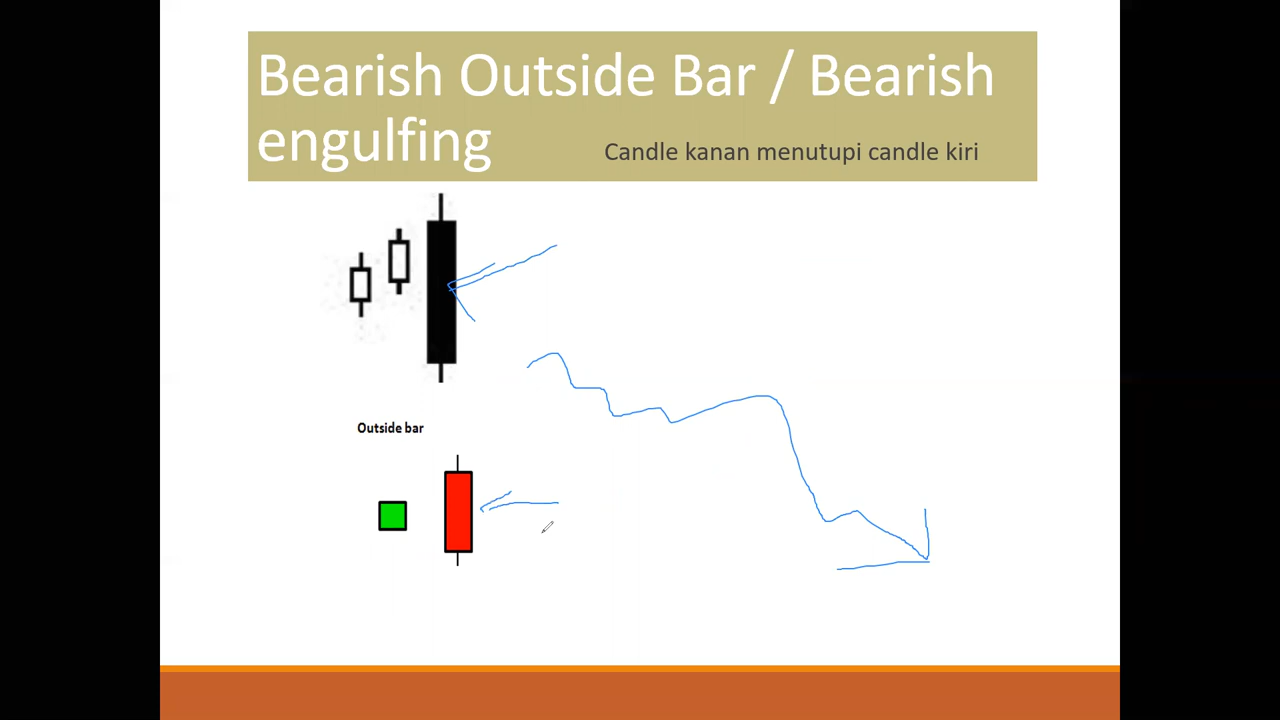 Bearish Outside Bar / Bearish
engulfing Candle kanan menutupi candle kiri
Outside bar